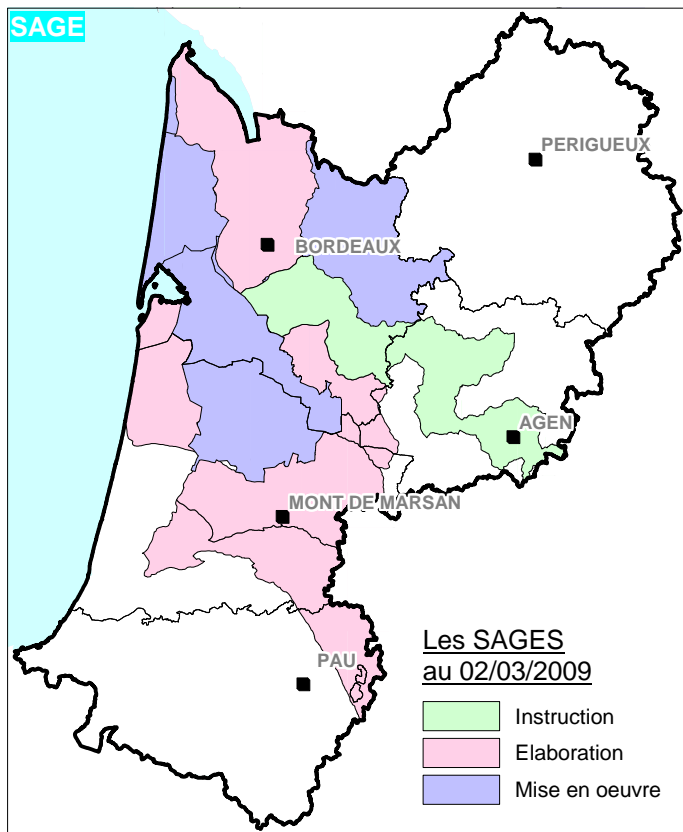 SAGE
PERIGUEUX
BORDEAUX
AGEN
MONT DE MARSAN
PAU
Les SAGES
au 02/03/2009
Instruction
Elaboration
Mise en oeuvre